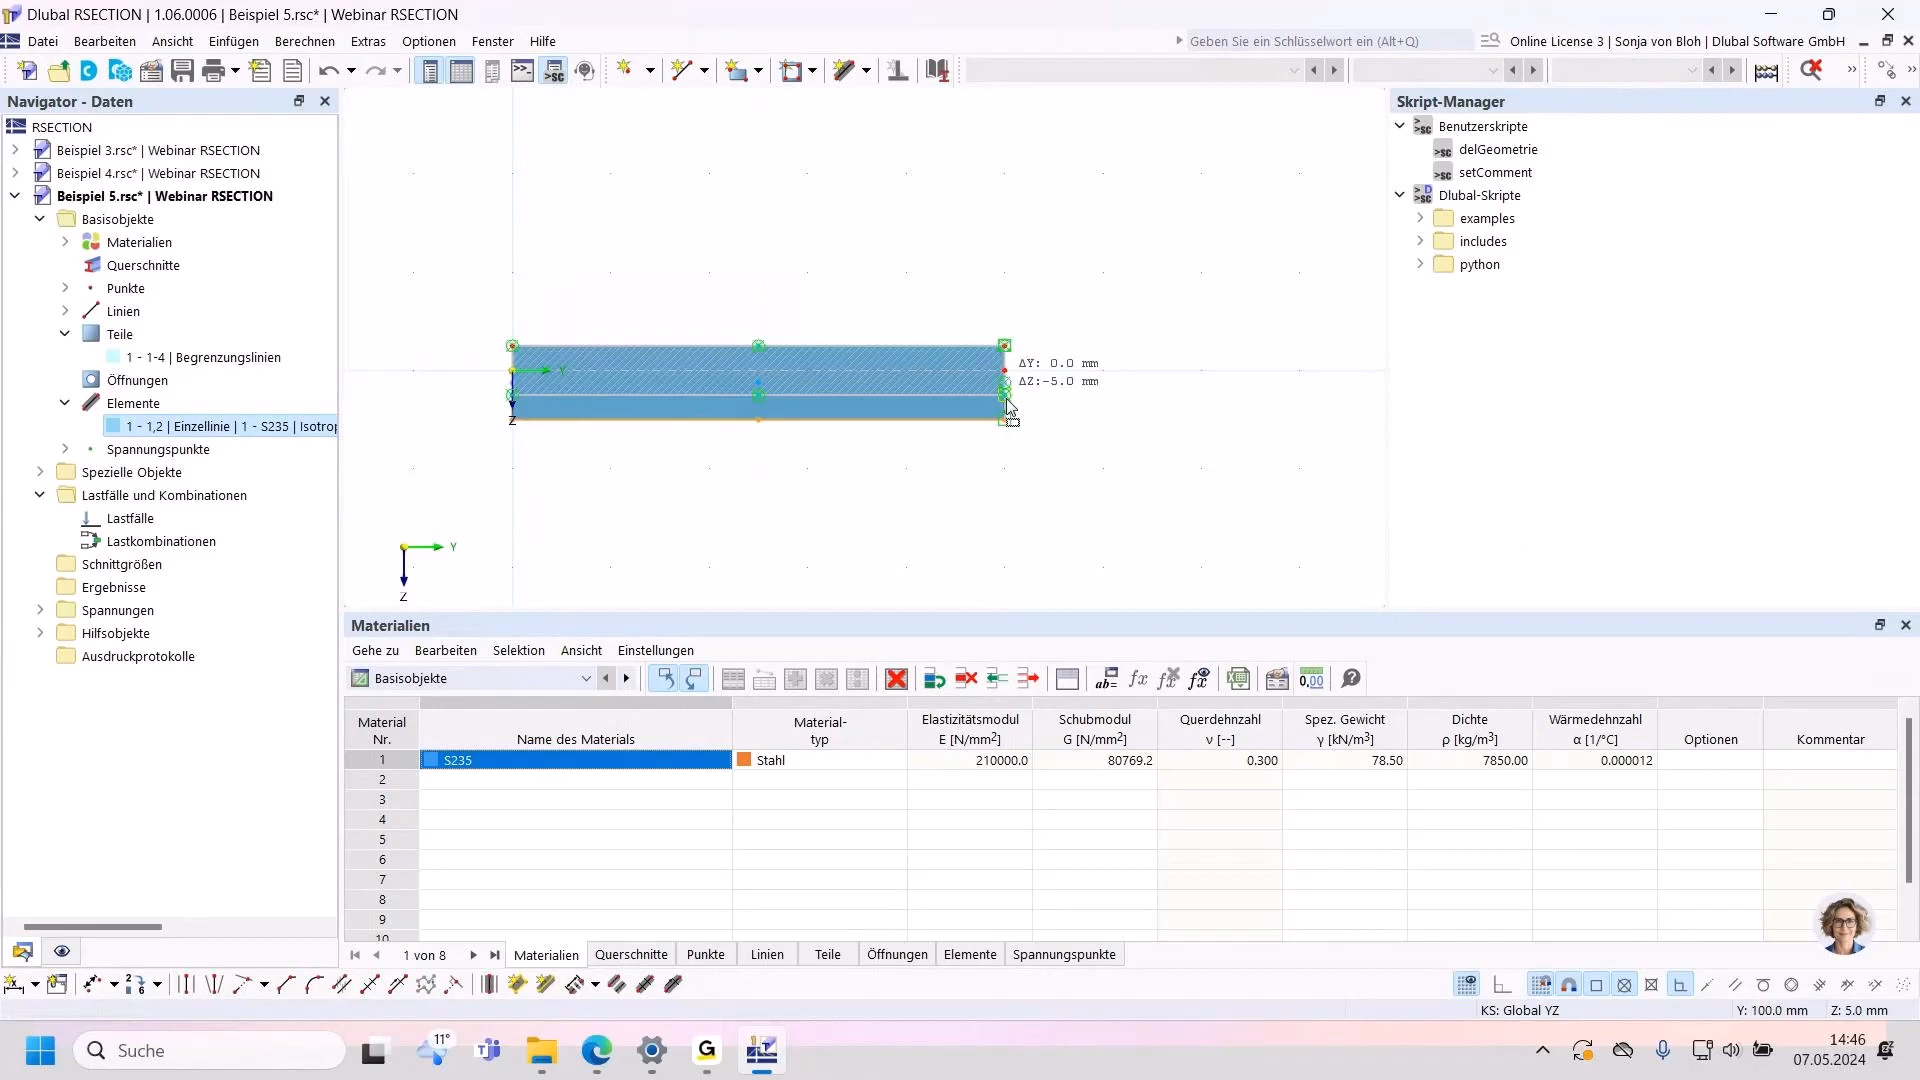 Dlubal RSECTION | 1.06.0006 | Beispiel 5.rsc* | Webinar RSECTION
Datei Bearbeiten Ansicht Einfügen Berechnen Extras Optionen Fenster Hilfe
Geben Sie ein Schlüsselwort ein (Alt+Q)
Online License 3 | Sonja von Bloh | Dlubal Software GmbH
Navigator - Daten
RSECTION
Beispiel 3.rsc* | Webinar RSECTION
Beispiel 4.rsc* | Webinar RSECTION
Beispiel 5.rsc* | Webinar RSECTION
Basisobjekte
Materialien
Querschnitte
Punkte
Linien
Teile
1 - 1-4 | Begrenzungslinien
Öffnungen
Elemente
1 - 1,2 | Einzellinie | 1 - S235 | Isotrop
Spannungspunkte
Spezielle Objekte
Lastfälle und Kombinationen
Lastfälle
Lastkombinationen
Schnittgrößen
Ergebnisse
Spannungen
Hilfsobjekte
Ausdruckprotokolle
Y
Z
ΔY: 0.0 mm
ΔZ:-5.0 mm
Y
Z
Skript-Manager
Benutzerskripte
delGeometrie
setComment
Dlubal-Skripte
examples
includes
python
Materialien
Gehe zu Bearbeiten Selektion Ansicht Einstellungen
Basisobjekte
Material Nr.
Name des Materials
Material-typ
Elastizitätsmodul E [N/mm²]
Schubmodul G [N/mm²]
Querdehnzahl ν [--]
Spez. Gewicht γ [kN/m³]
Dichte ρ [kg/m³]
Wärmedehnzahl α [1/°C]
Optionen
Kommentar
1 S235 Stahl 210000.0 80769.2 0.300 78.50 7850.00 0.000012
2
3
4
5
6
7
8
9
10
1 von 8
Materialien Querschnitte Punkte Linien Teile Öffnungen Elemente Spannungspunkte
KS: Global YZ Y: 100.0 mm Z: 5.0 mm
Suche
11°
14:46
07.05.2024